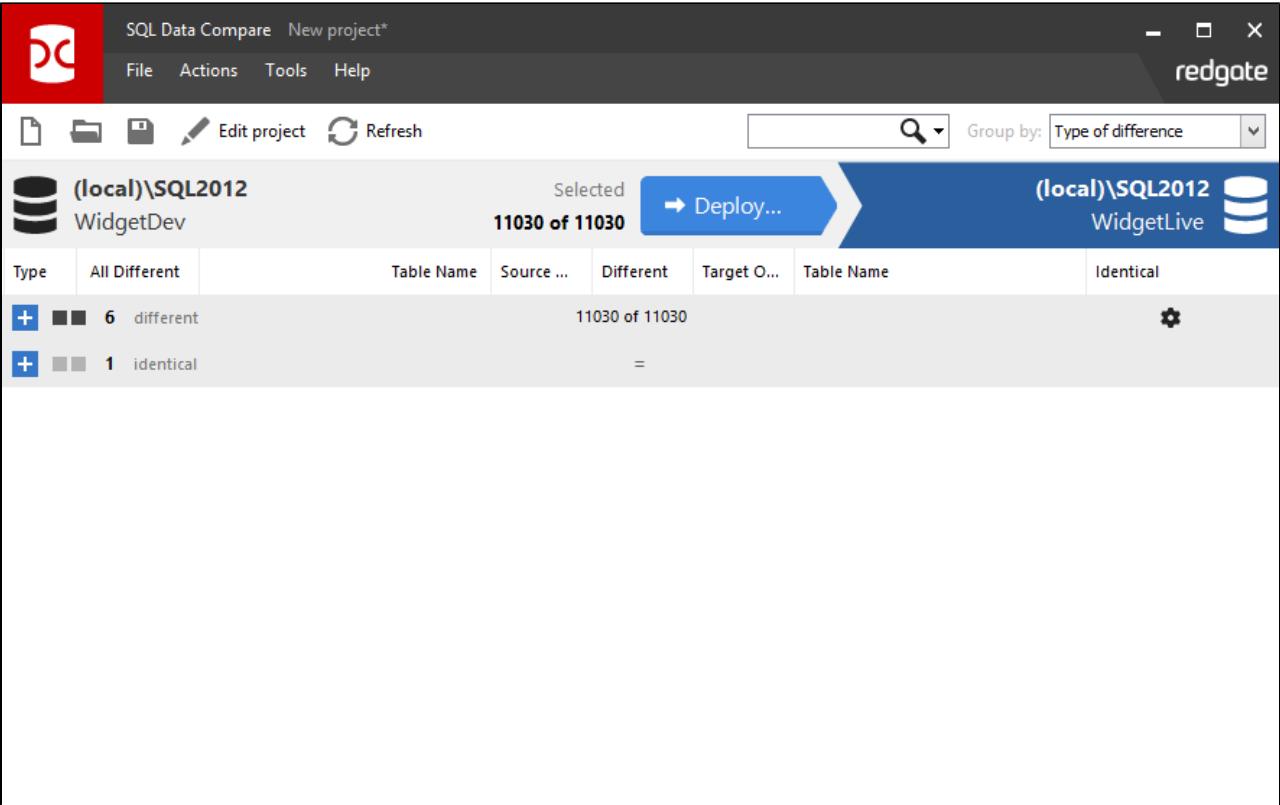 SQL Data Compare New project*
File Actions Tools Help
redgate
Edit project Refresh
Group by: Type of difference
(local)\SQL2012
WidgetDev
Selected
11030 of 11030
Deploy...
(local)\SQL2012
WidgetLive
Type All Different Table Name Source ... Different Target O... Table Name Identical
6 different 11030 of 11030
1 identical =